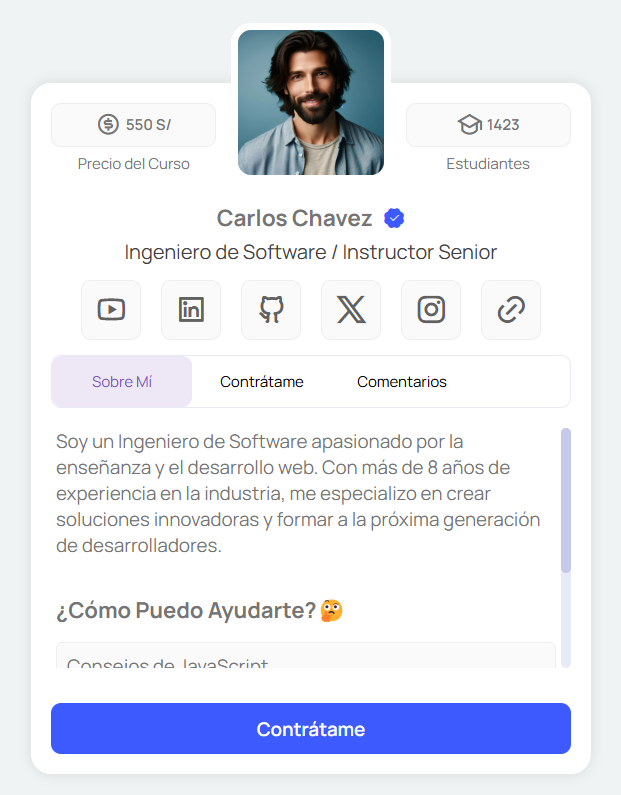 550 S/
Precio del Curso
1423
Estudiantes
Carlos Chavez
Ingeniero de Software / Instructor Senior
in
Sobre Mí
Contrátame
Comentarios
Soy un Ingeniero de Software apasionado por la
enseñanza y el desarrollo web. Con más de 8 años de
experiencia en la industria, me especializo en crear
soluciones innovadoras y formar a la próxima generación
de desarrolladores.
¿Cómo Puedo Ayudarte? 🤔
Consejos de JavaScript
Contrátame